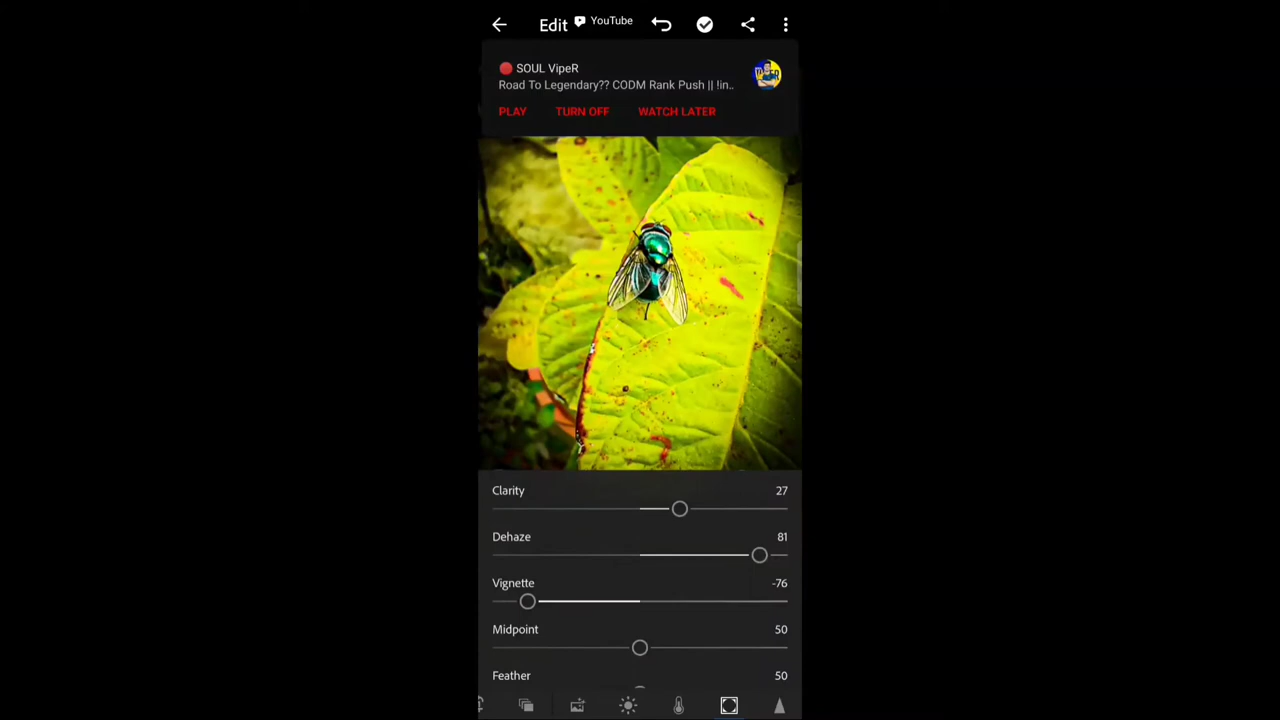 Edit
YouTube
SOUL VipeR
Road To Legendary?? CODM Rank Push || !in..
PLAY TURN OFF WATCH LATER
Clarity 27
Dehaze 81
Vignette -76
Midpoint 50
Feather 50